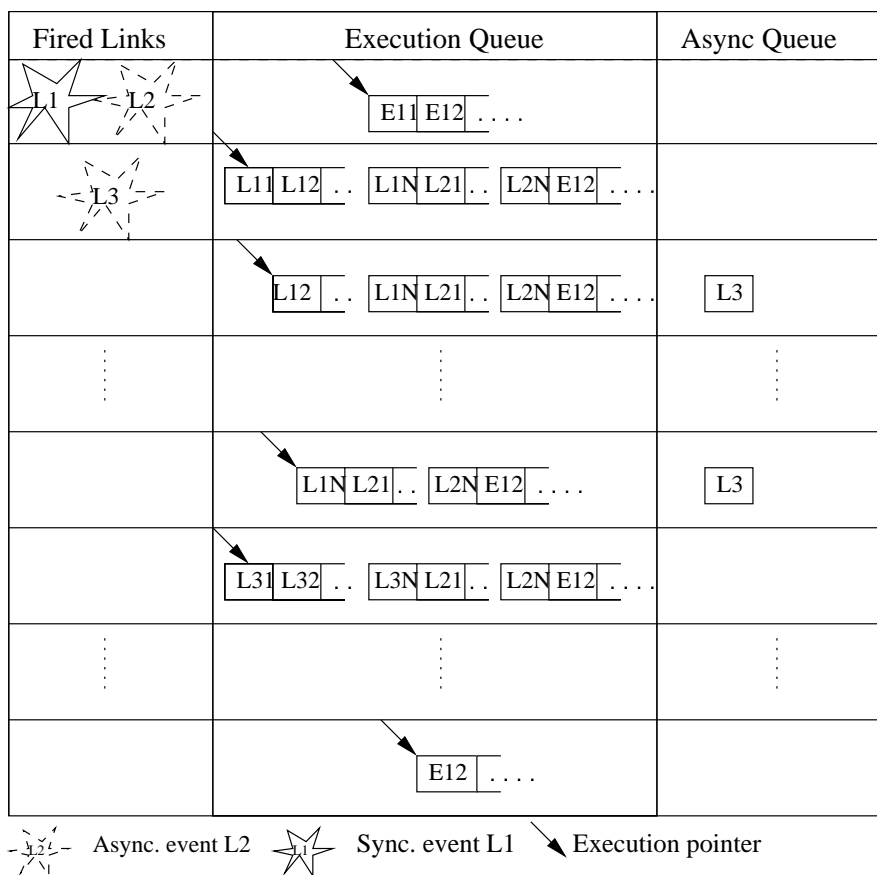 Fired Links Execution Queue Async Queue
L1 L2 E11 E12 . . . .
L3 L11 L12 . . L1N L21 . . L2N E12 . . . .
L12 . . L1N L21 . . L2N E12 . . . . L3
L1N L21 . . L2N E12 . . . . L3
L31 L32 . . L3N L21 . . L2N E12 . . . .
E12 . . . .
L2 Async. event L2 L1 Sync. event L1 Execution pointer